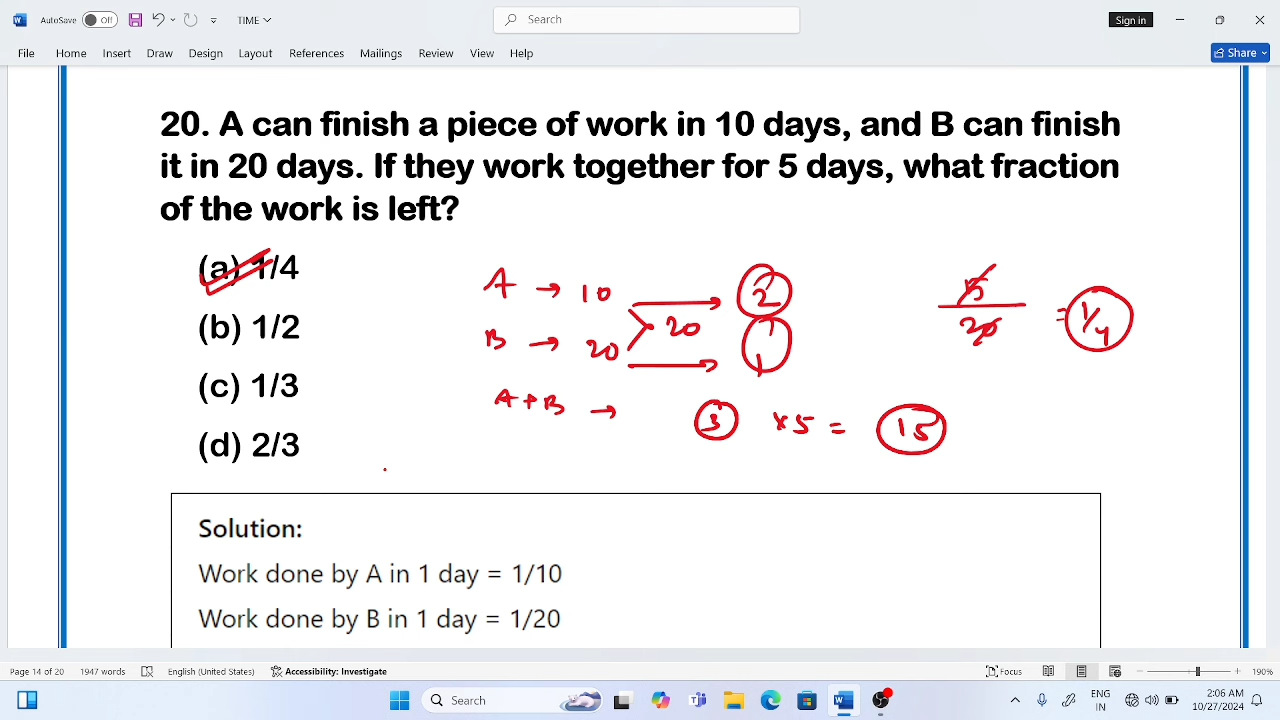 AutoSave Off TIME Search Sign in
File Home Insert Draw Design Layout References Mailings Review View Help Share
20. A can finish a piece of work in 10 days, and B can finish
it in 20 days. If they work together for 5 days, what fraction
of the work is left?
(a) 1/4
(b) 1/2
(c) 1/3
(d) 2/3
A → 10
2
20
B → 20
1
A+B → 3 ×5 = 15
5
20
= 1/4
Solution:
Work done by A in 1 day = 1/10
Work done by B in 1 day = 1/20
Page 14 of 20 1947 words English (United States) Accessibility: Investigate Focus 190%
Search ENG IN 2:06 AM 10/27/2024